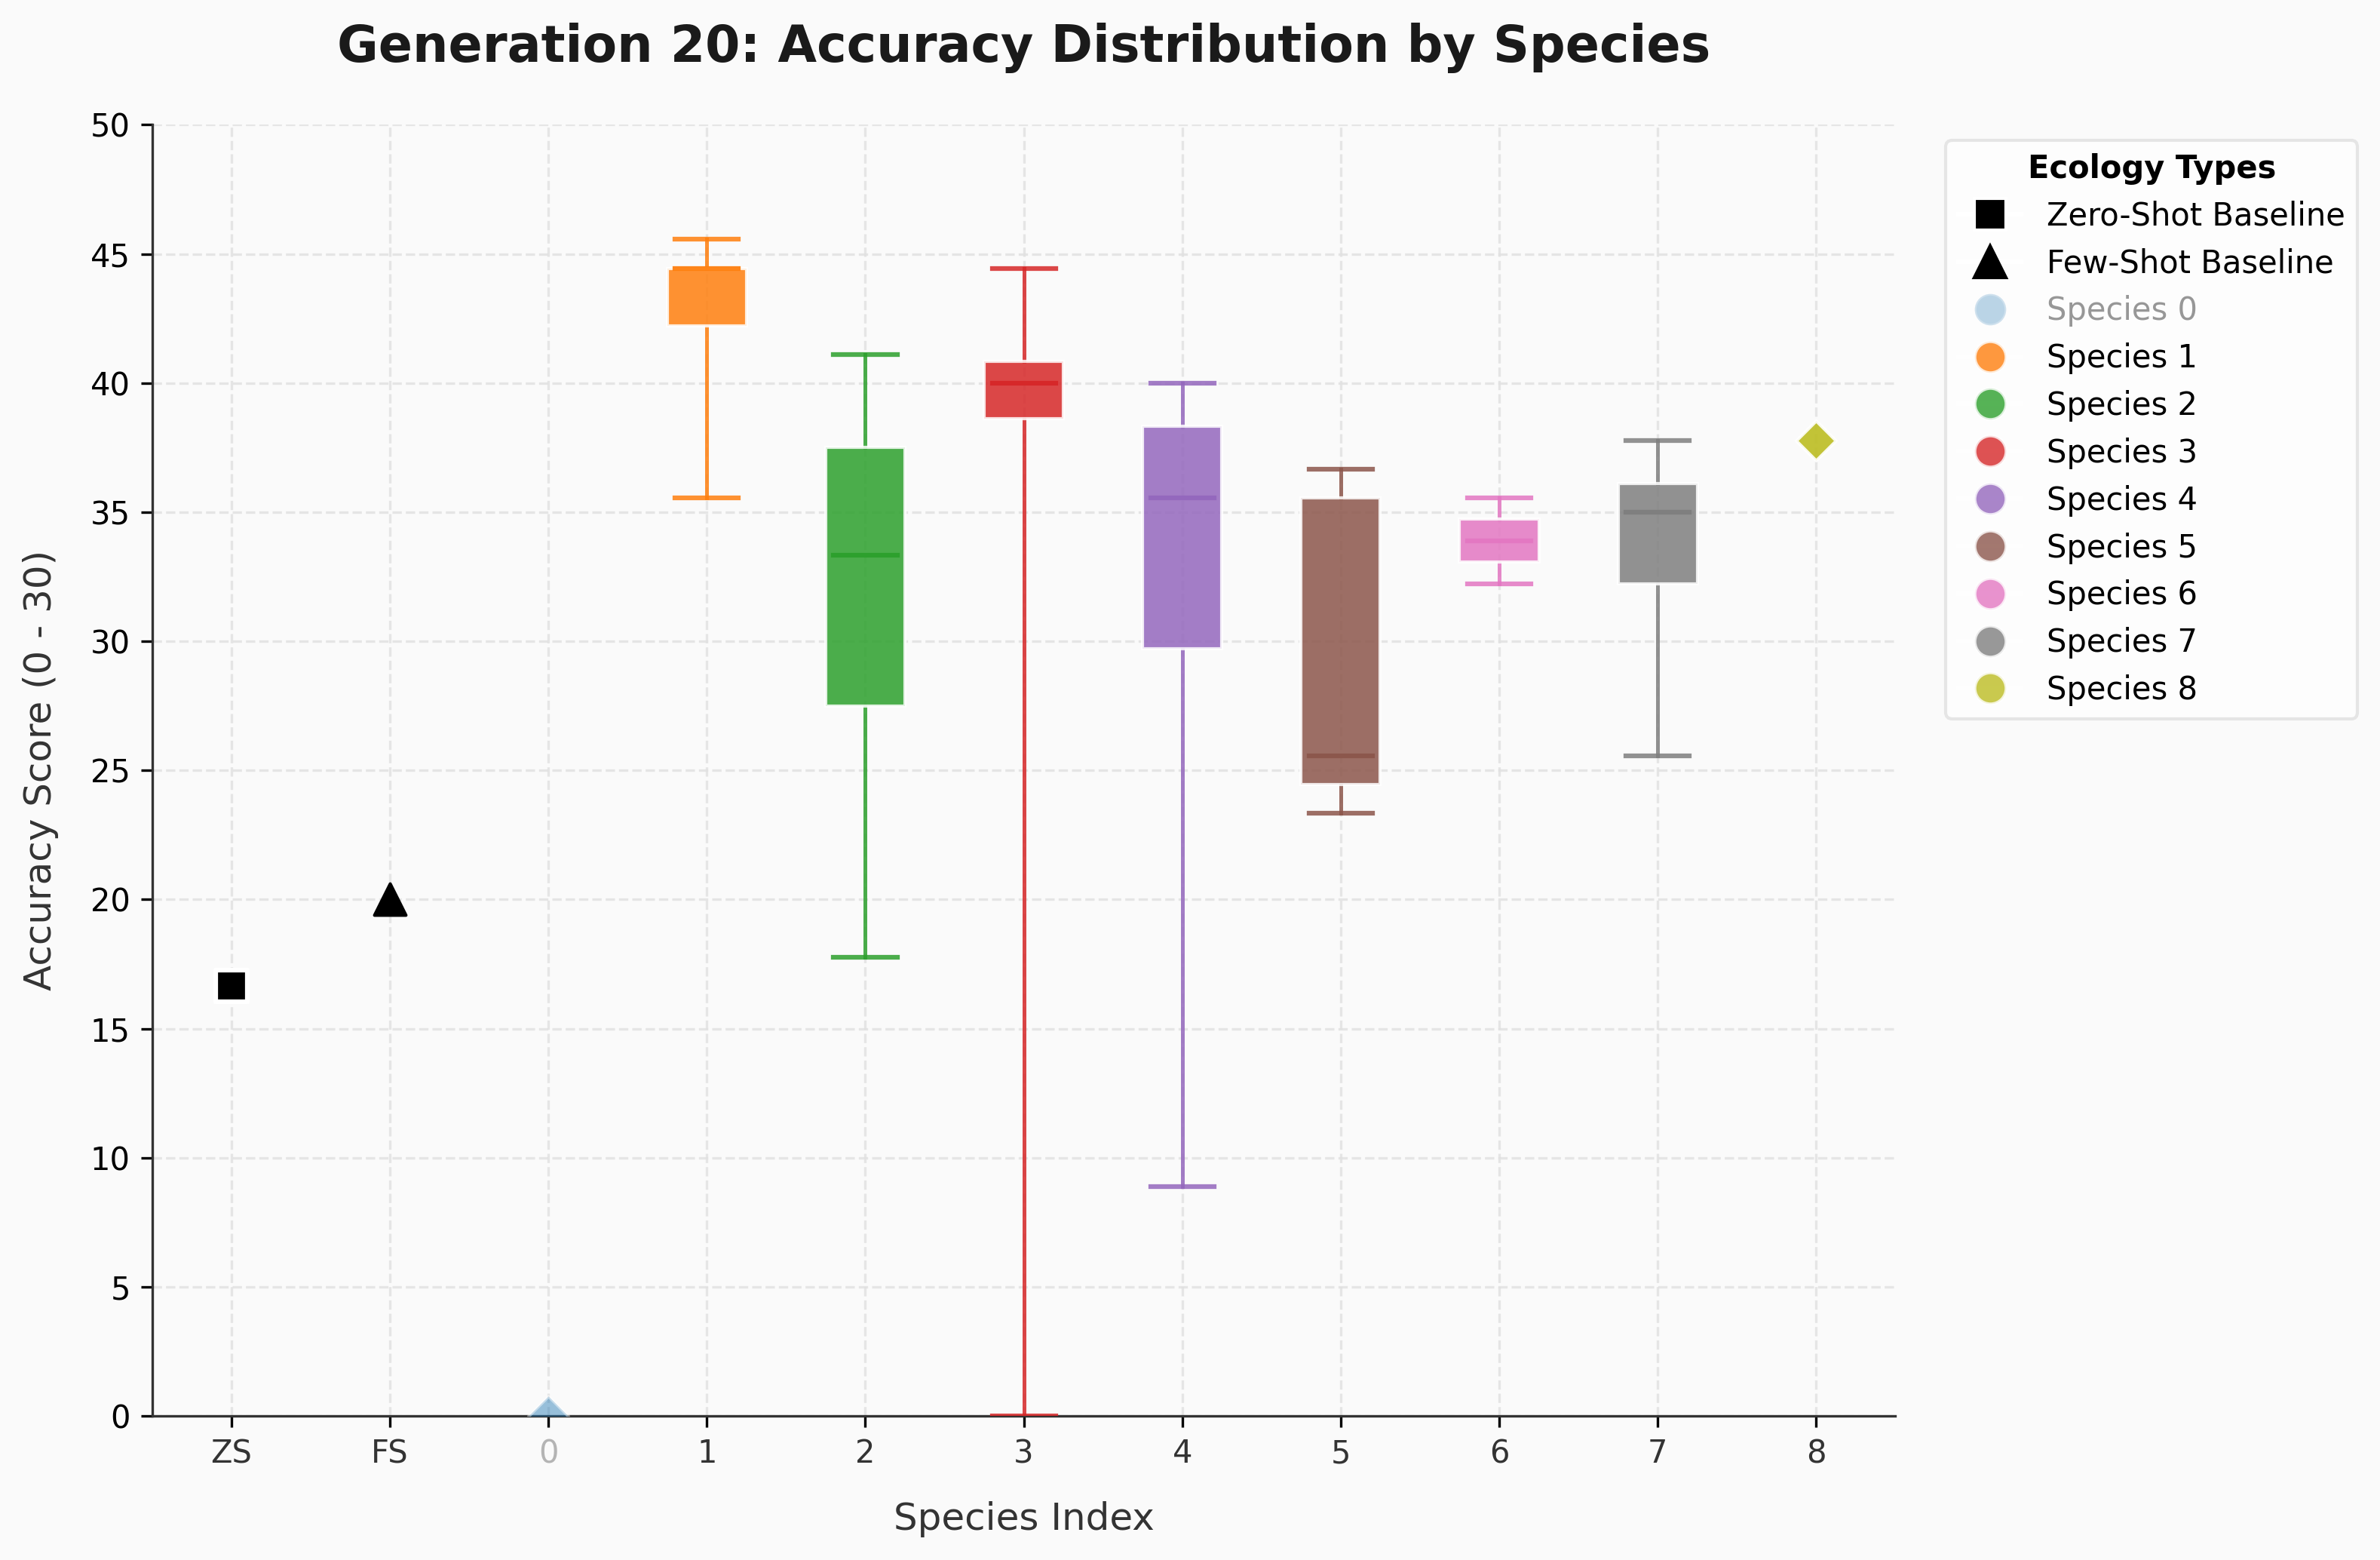 Generation 20: Accuracy Distribution by Species
Accuracy Score (0 - 30)
50
45
40
35
30
25
20
15
10
5
0
ZS FS 0 1 2 3 4 5 6 7 8
Species Index
Ecology Types
Zero-Shot Baseline
Few-Shot Baseline
Species 0
Species 1
Species 2
Species 3
Species 4
Species 5
Species 6
Species 7
Species 8